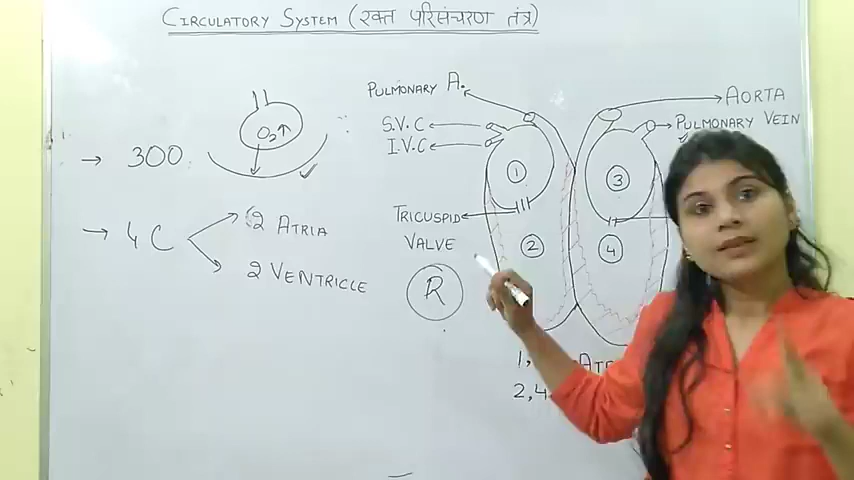 CIRCULATORY SYSTEM (रक्त परिसंचरण तंत्र)
PULMONARY A.
AORTA
S.V.C
PULMONARY VEIN
I.V.C
O2↑
→ 300
1
3
TRICUSPID
VALVE
→ 4C
2 ATRIA
2 VENTRICLE
2
4
R
1,
2,4